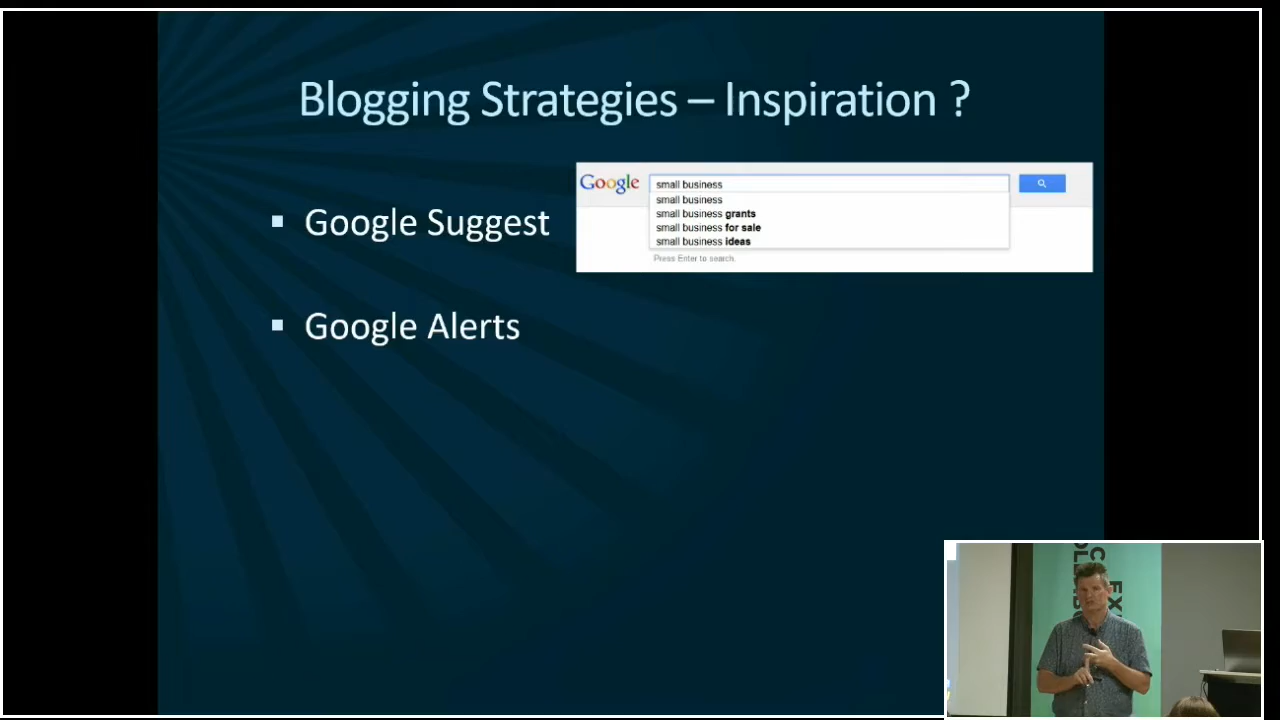 Blogging Strategies – Inspiration ?
▪ Google Suggest
Google
small business
small business
small business grants
small business for sale
small business ideas
Press Enter to search.
▪ Google Alerts